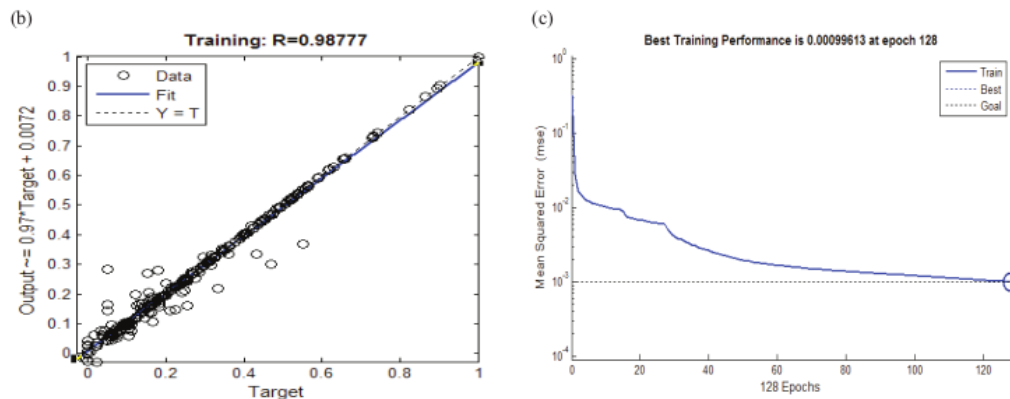 (b)
Training: R=0.98777
Output ~= 0.97*Target + 0.0072
1
0.9
0.8
0.7
0.6
0.5
0.4
0.3
0.2
0.1
0
Data
Fit
Y = T
0
0.2
0.4
0.6
0.8
1
Target
(c)
Best Training Performance is 0.00099613 at epoch 128
Mean Squared Error (mse)
10^0
10^-1
10^-2
10^-3
10^-4
Train
Best
Goal
0
20
40
60
80
100
120
128 Epochs